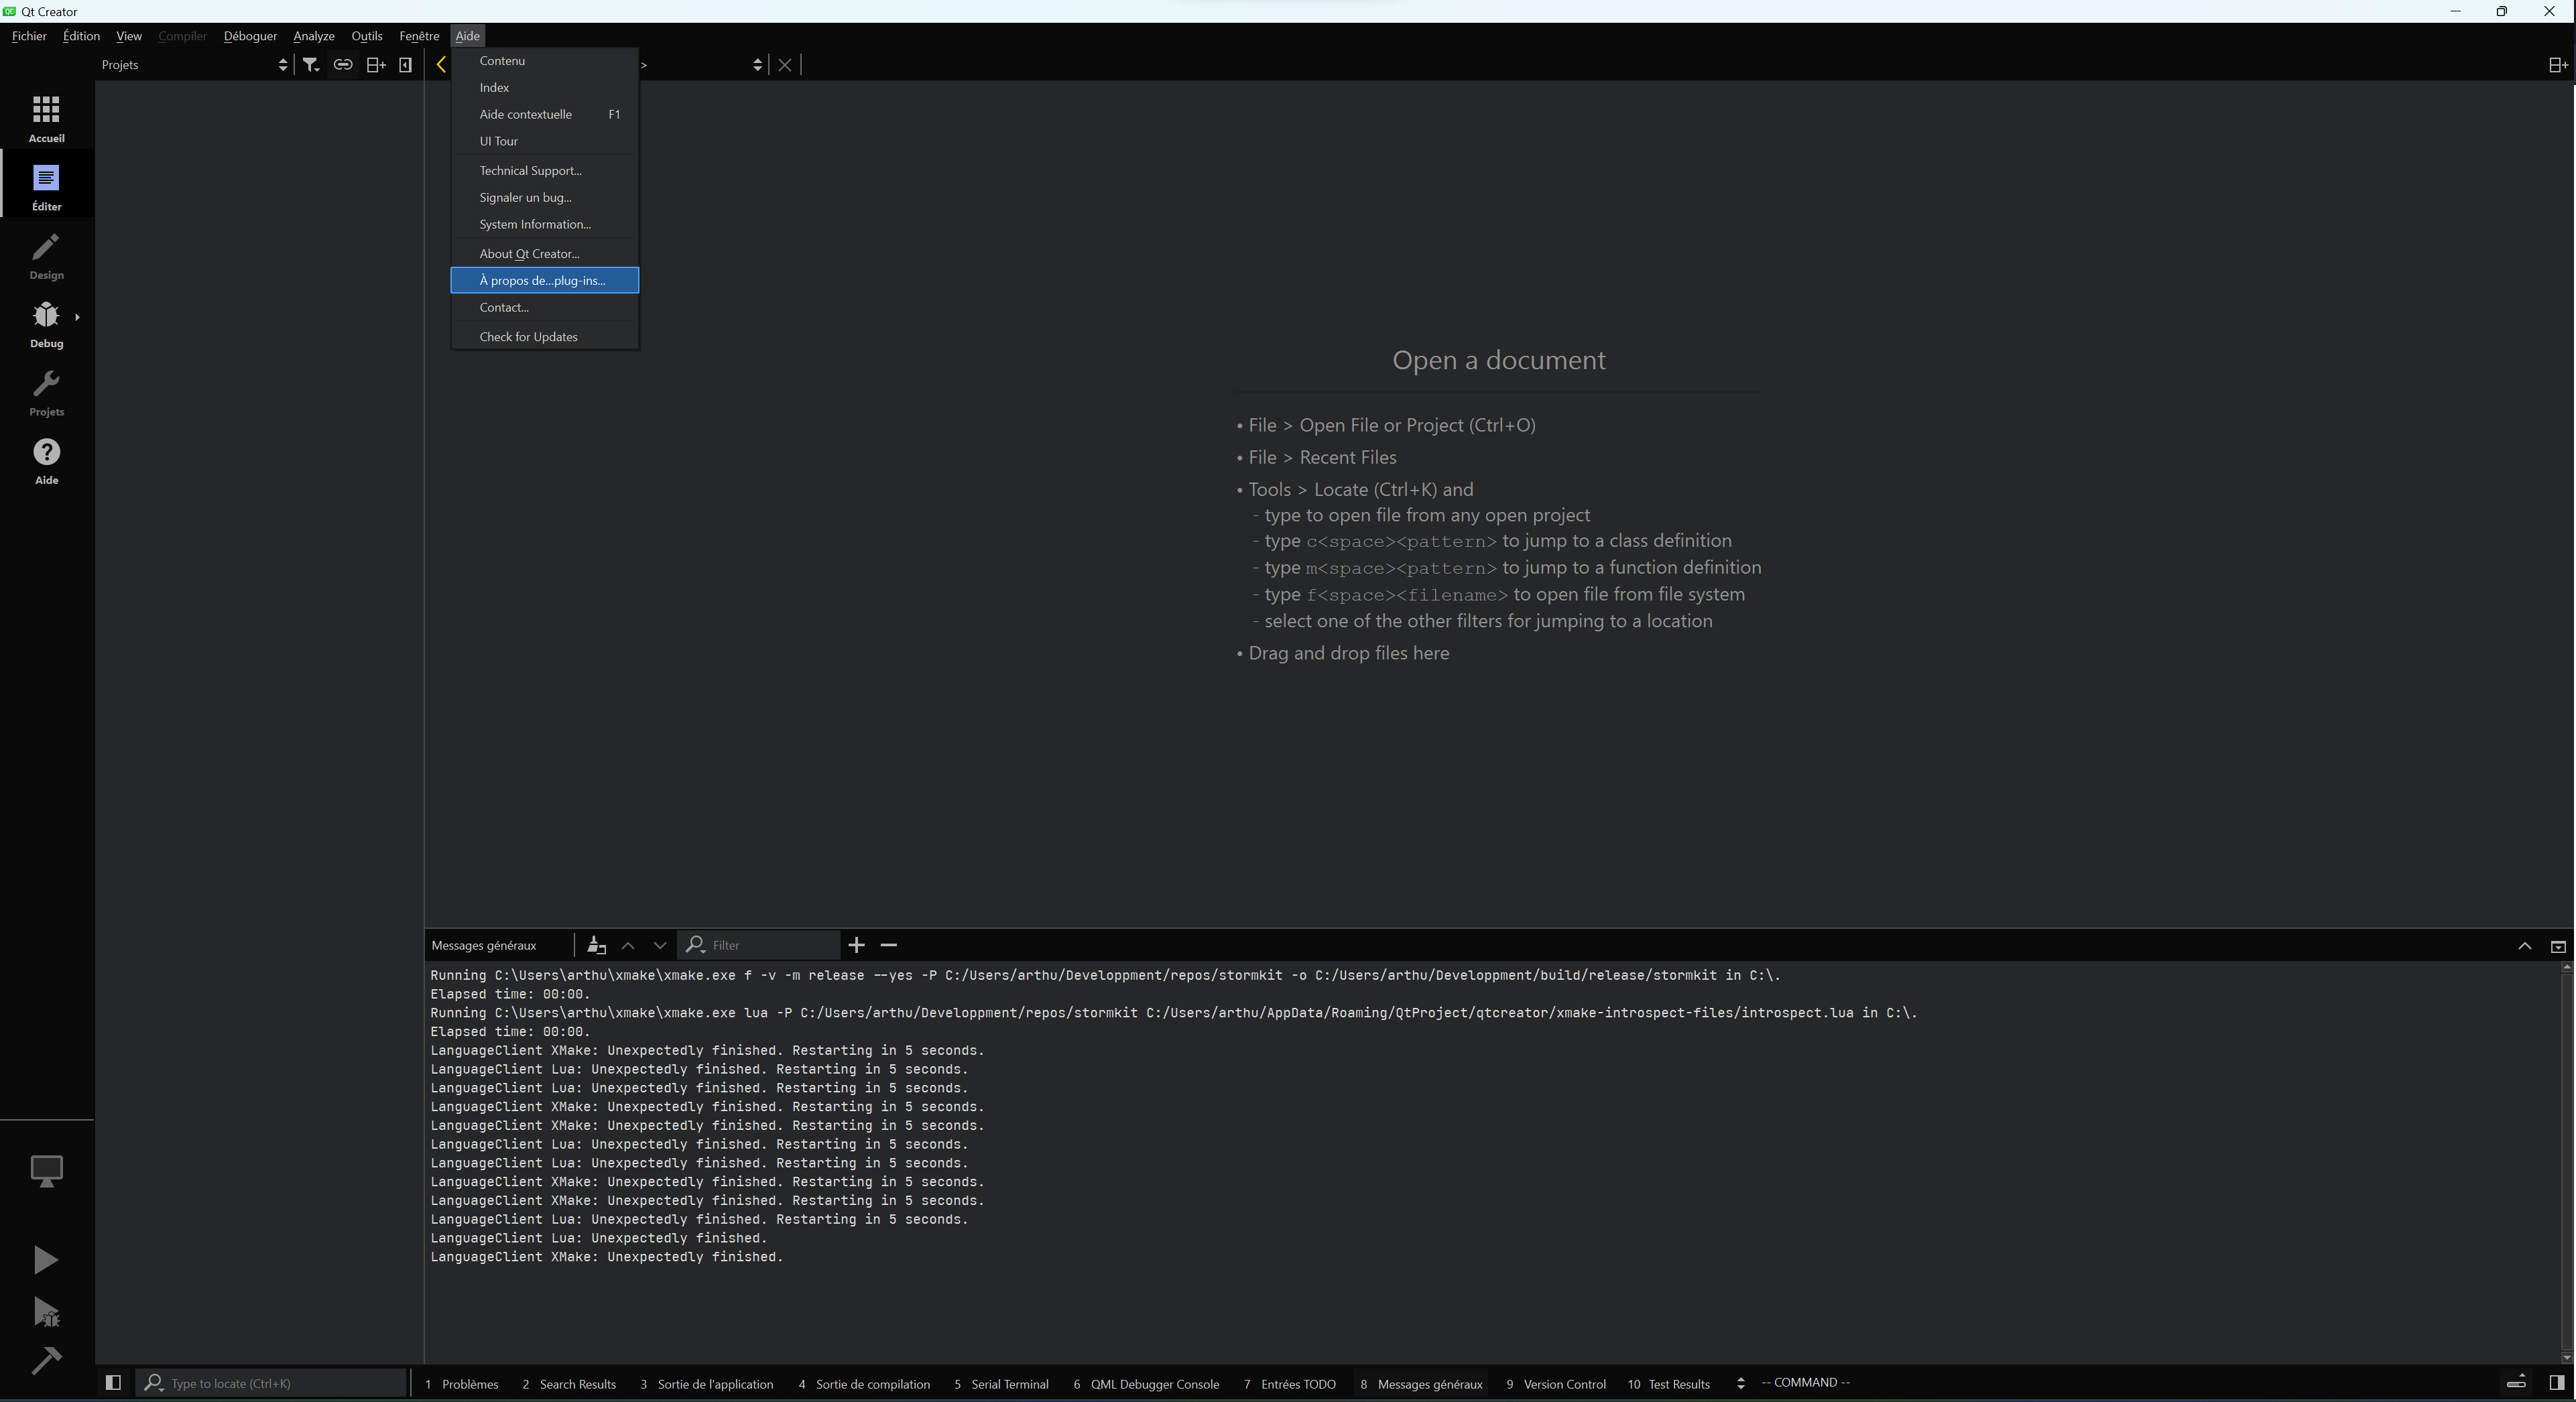 Qt Creator
Fichier Édition View Compiler Déboguer Analyze Outils Fenêtre Aide
Projets
>
Contenu
Index
Aide contextuelle F1
UI Tour
Technical Support...
Signaler un bug...
System Information...
About Qt Creator...
À propos de...plug-ins...
Contact...
Check for Updates
Accueil
Éditer
Design
Debug
Projets
Aide
Open a document
• File > Open File or Project (Ctrl+O)
• File > Recent Files
• Tools > Locate (Ctrl+K) and
- type to open file from any open project
- type c<space><pattern> to jump to a class definition
- type m<space><pattern> to jump to a function definition
- type f<space><filename> to open file from file system
- select one of the other filters for jumping to a location
• Drag and drop files here
Messages généraux Filter
Running C:\Users\arthu\xmake\xmake.exe f -v -m release --yes -P C:/Users/arthu/Developpment/repos/stormkit -o C:/Users/arthu/Developpment/build/release/stormkit in C:\.
Elapsed time: 00:00.
Running C:\Users\arthu\xmake\xmake.exe lua -P C:/Users/arthu/Developpment/repos/stormkit C:/Users/arthu/AppData/Roaming/QtProject/qtcreator/xmake-introspect-files/introspect.lua in C:\.
Elapsed time: 00:00.
LanguageClient XMake: Unexpectedly finished. Restarting in 5 seconds.
LanguageClient Lua: Unexpectedly finished. Restarting in 5 seconds.
LanguageClient Lua: Unexpectedly finished. Restarting in 5 seconds.
LanguageClient XMake: Unexpectedly finished. Restarting in 5 seconds.
LanguageClient XMake: Unexpectedly finished. Restarting in 5 seconds.
LanguageClient Lua: Unexpectedly finished. Restarting in 5 seconds.
LanguageClient Lua: Unexpectedly finished. Restarting in 5 seconds.
LanguageClient XMake: Unexpectedly finished. Restarting in 5 seconds.
LanguageClient XMake: Unexpectedly finished. Restarting in 5 seconds.
LanguageClient Lua: Unexpectedly finished. Restarting in 5 seconds.
LanguageClient Lua: Unexpectedly finished.
LanguageClient XMake: Unexpectedly finished.
Type to locate (Ctrl+K) 1 Problèmes 2 Search Results 3 Sortie de l'application 4 Sortie de compilation 5 Serial Terminal 6 QML Debugger Console 7 Entrées TODO 8 Messages généraux 9 Version Control 10 Test Results -- COMMAND --